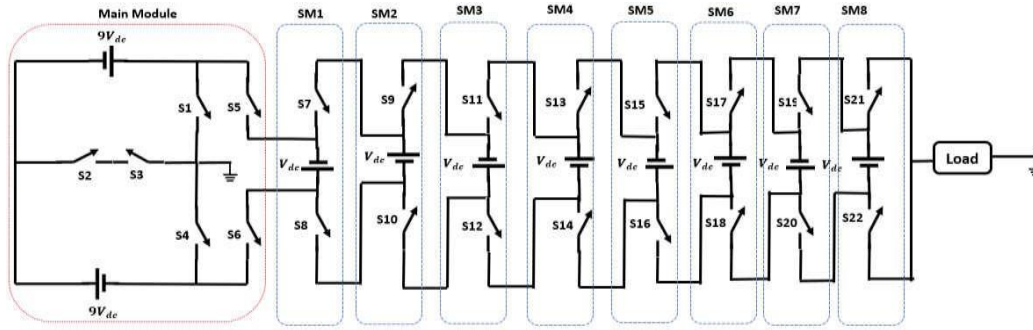 Main Module
SM1
SM2
SM3
SM4
SM5
SM6
SM7
SM8
9V_dc
S1
S5
S7
S9
S11
S13
S15
S17
S19
S21
S2
S3
V_dc
V_dc
V_dc
V_dc
V_dc
V_dc
V_dc
V_dc
Load
S4
S6
S8
S10
S12
S14
S16
S18
S20
S22
9V_dc